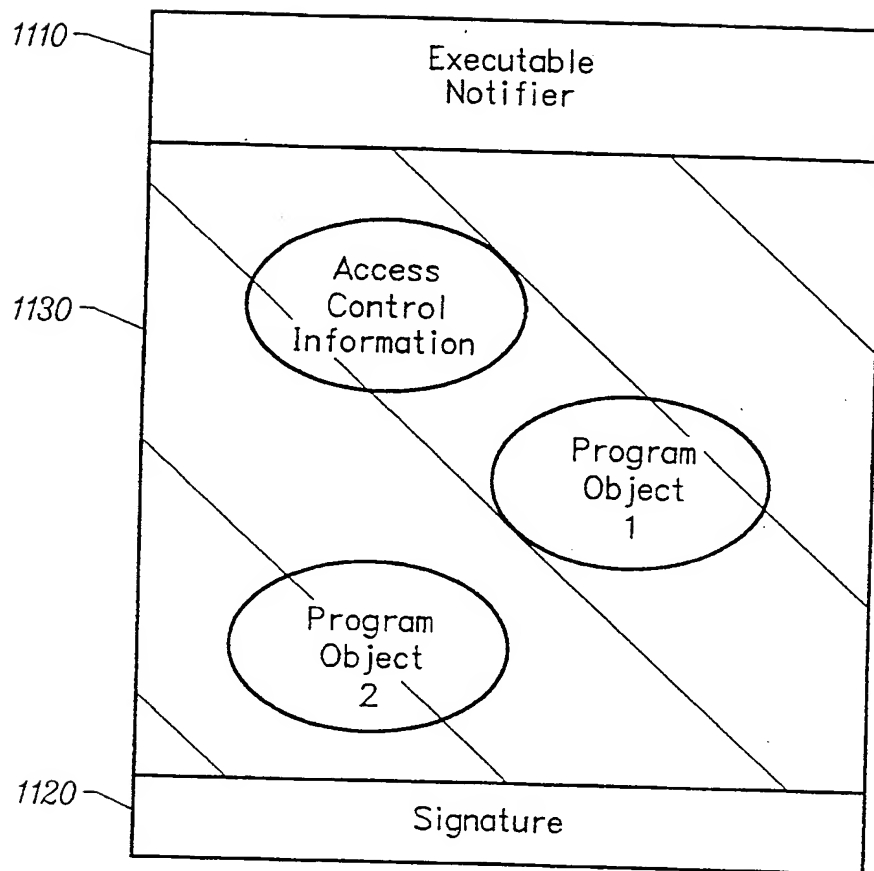 1110
Executable
Notifier
1130
Access
Control
Information
Program
Object
1
Program
Object
2
1120
Signature